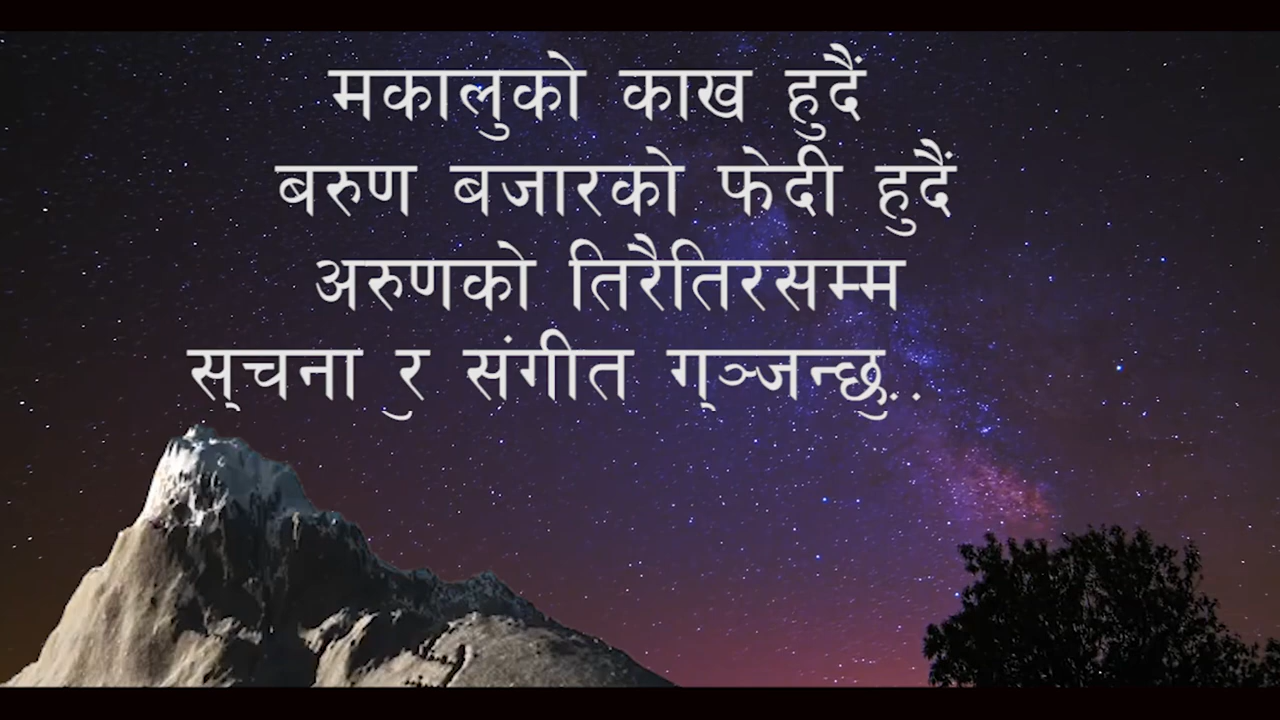 मकालुको काख हुदैं
बरुण बजारको फेदी हुदैं
अरुणको तिरैतिरसम्म
स्चना र संगीत ग्ञ्जन्छु..